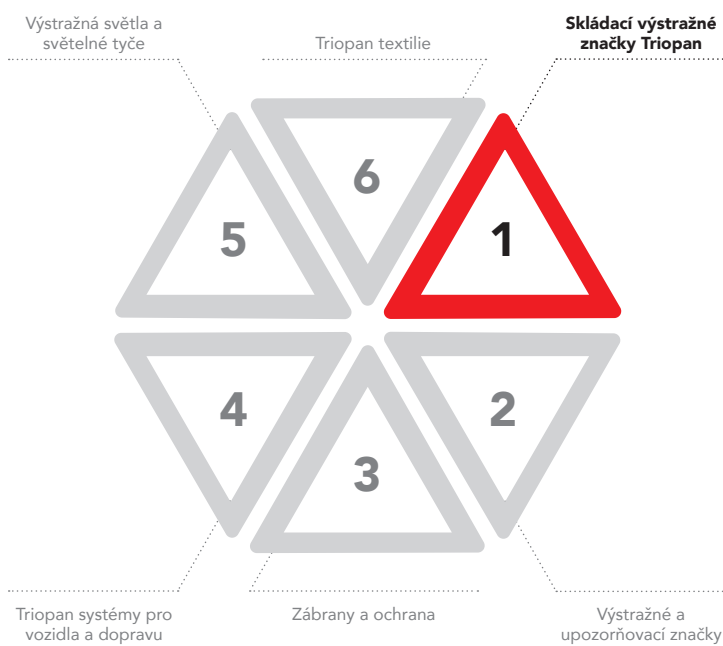 Výstražná světla a
světelné tyče
Triopan textilie
Skládací výstražné
značky Triopan
6
5
1
4
2
3
Triopan systémy pro
vozidla a dopravu
Zábrany a ochrana
Výstražné a
upozorňovací značky